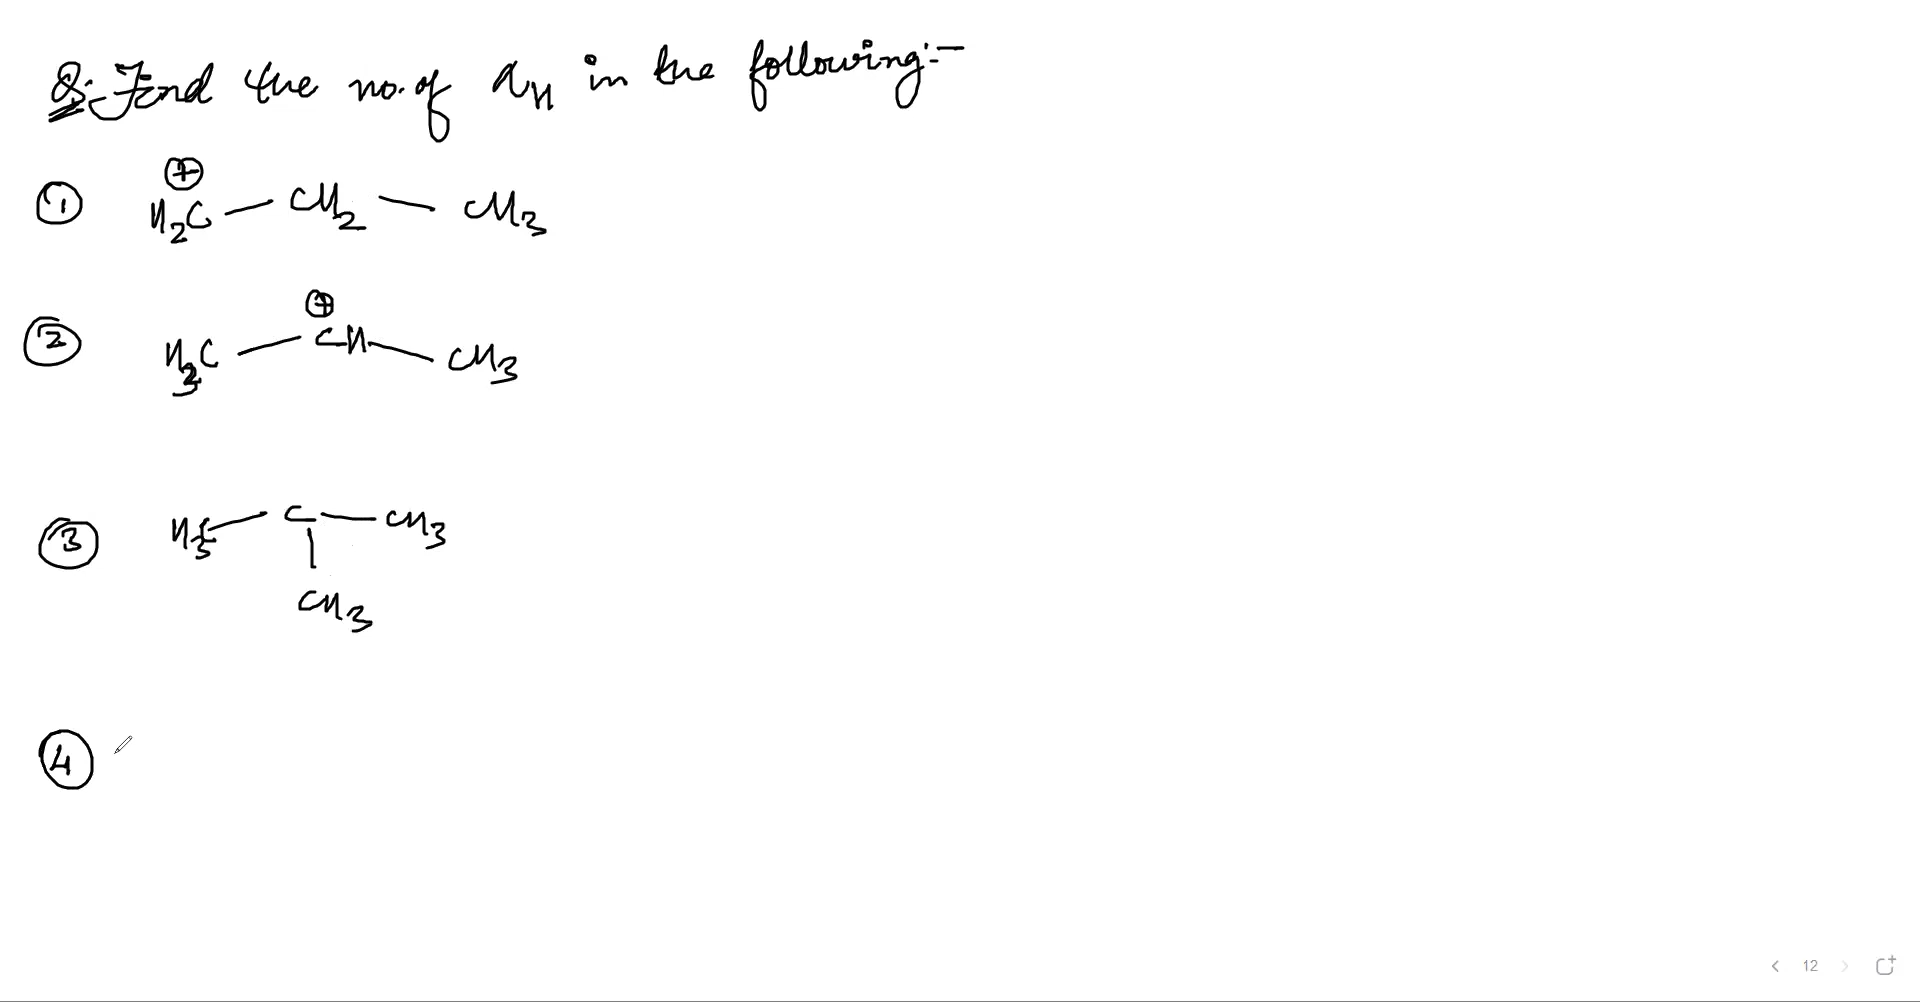 Q:- Find the no. of αH in the following:-
① H2C⊕ — CH2 — CH3
② H3C — CH⊕ — CH3
③ H3C — C — CH3
|
CH3
④
12